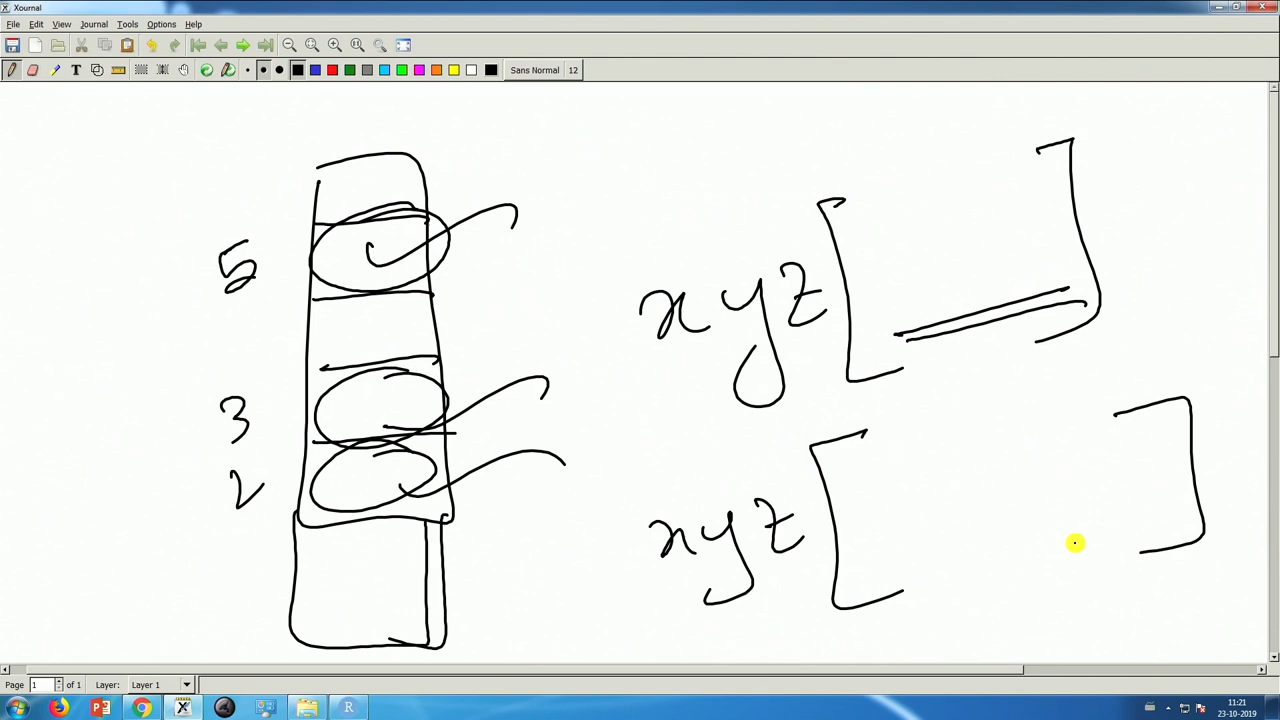 Xournal
File Edit View Journal Tools Options Help
Sans Normal 12
5
3
2
xyz[ ]
xyz[ ]
Page 1 of 1 Layer: Layer 1
11:21
23-10-2019